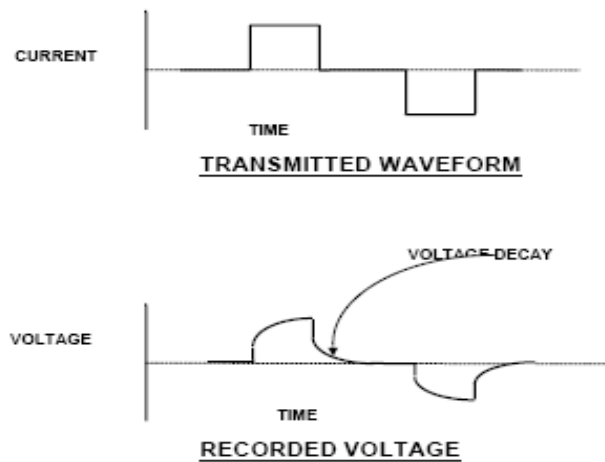 CURRENT
TIME
TRANSMITTED WAVEFORM
VOLTAGE DECAY
VOLTAGE
TIME
RECORDED VOLTAGE